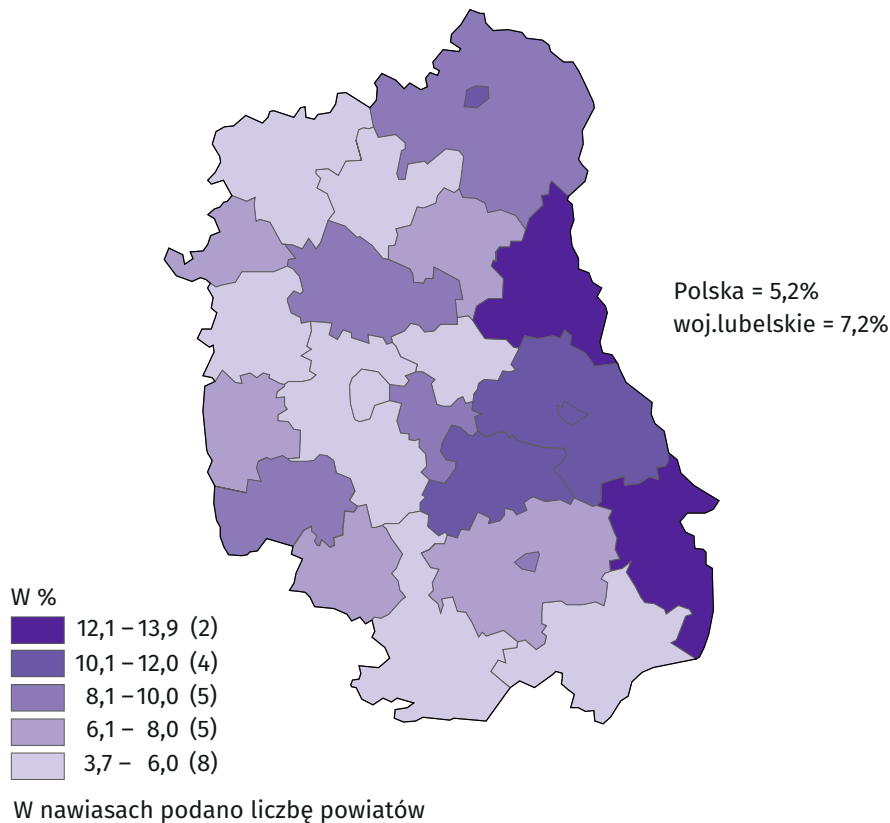 Polska = 5,2%
woj.lubelskie = 7,2%
W %
12,1 – 13,9 (2)
10,1 – 12,0 (4)
8,1 – 10,0 (5)
6,1 – 8,0 (5)
3,7 – 6,0 (8)
W nawiasach podano liczbę powiatów